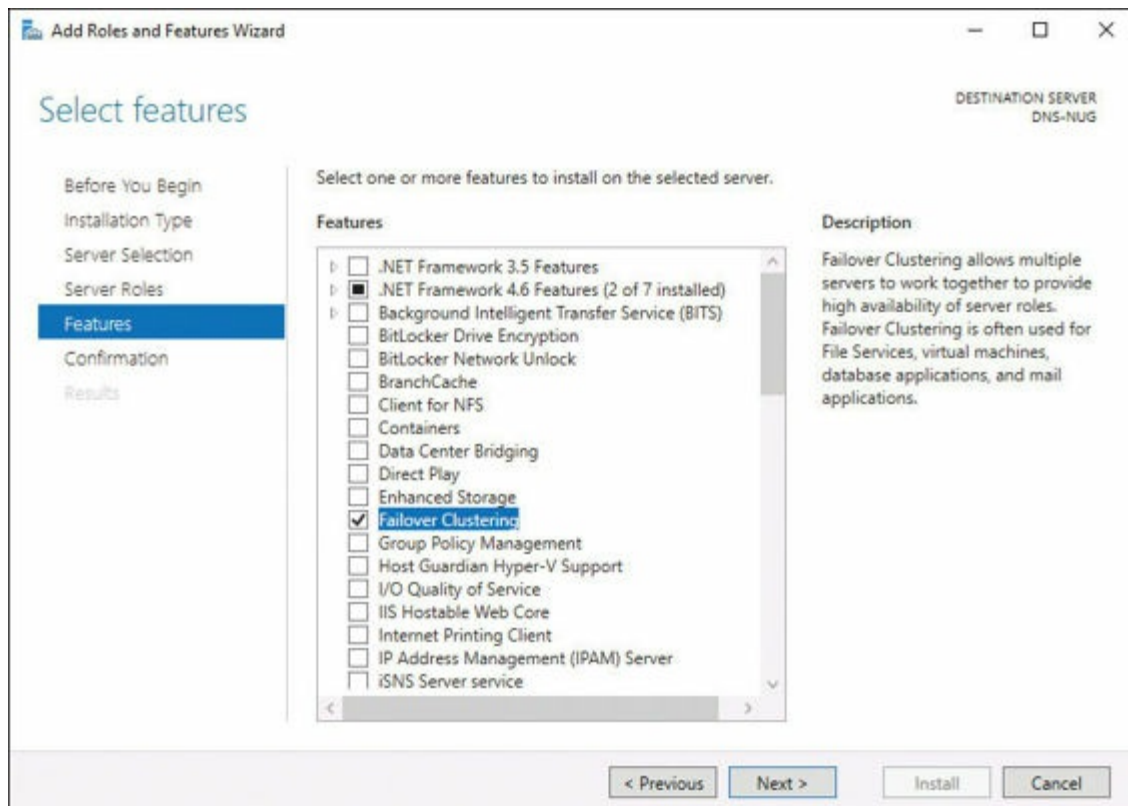 Add Roles and Features Wizard
Select features
DESTINATION SERVER
DNS-NUG
Before You Begin
Installation Type
Server Selection
Server Roles
Features
Confirmation
Results
Select one or more features to install on the selected server.
Features
.NET Framework 3.5 Features
.NET Framework 4.6 Features (2 of 7 installed)
Background Intelligent Transfer Service (BITS)
BitLocker Drive Encryption
BitLocker Network Unlock
BranchCache
Client for NFS
Containers
Data Center Bridging
Direct Play
Enhanced Storage
Failover Clustering
Group Policy Management
Host Guardian Hyper-V Support
I/O Quality of Service
IIS Hostable Web Core
Internet Printing Client
IP Address Management (IPAM) Server
iSNS Server service
Description
Failover Clustering allows multiple
servers to work together to provide
high availability of server roles.
Failover Clustering is often used for
File Services, virtual machines,
database applications, and mail
applications.
< Previous
Next >
Install
Cancel